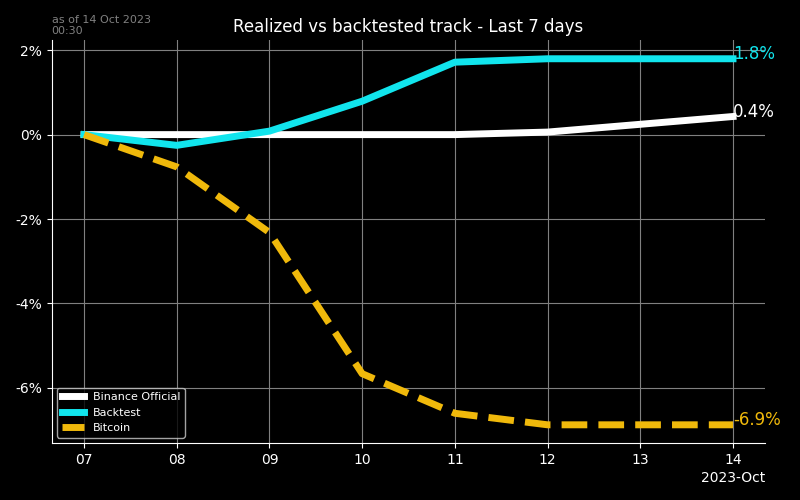 as of 14 Oct 2023
00:30
Realized vs backtested track - Last 7 days
2%
0%
-2%
-4%
-6%
1.8%
0.4%
-6.9%
Binance Official
Backtest
Bitcoin
07 08 09 10 11 12 13 14
2023-Oct